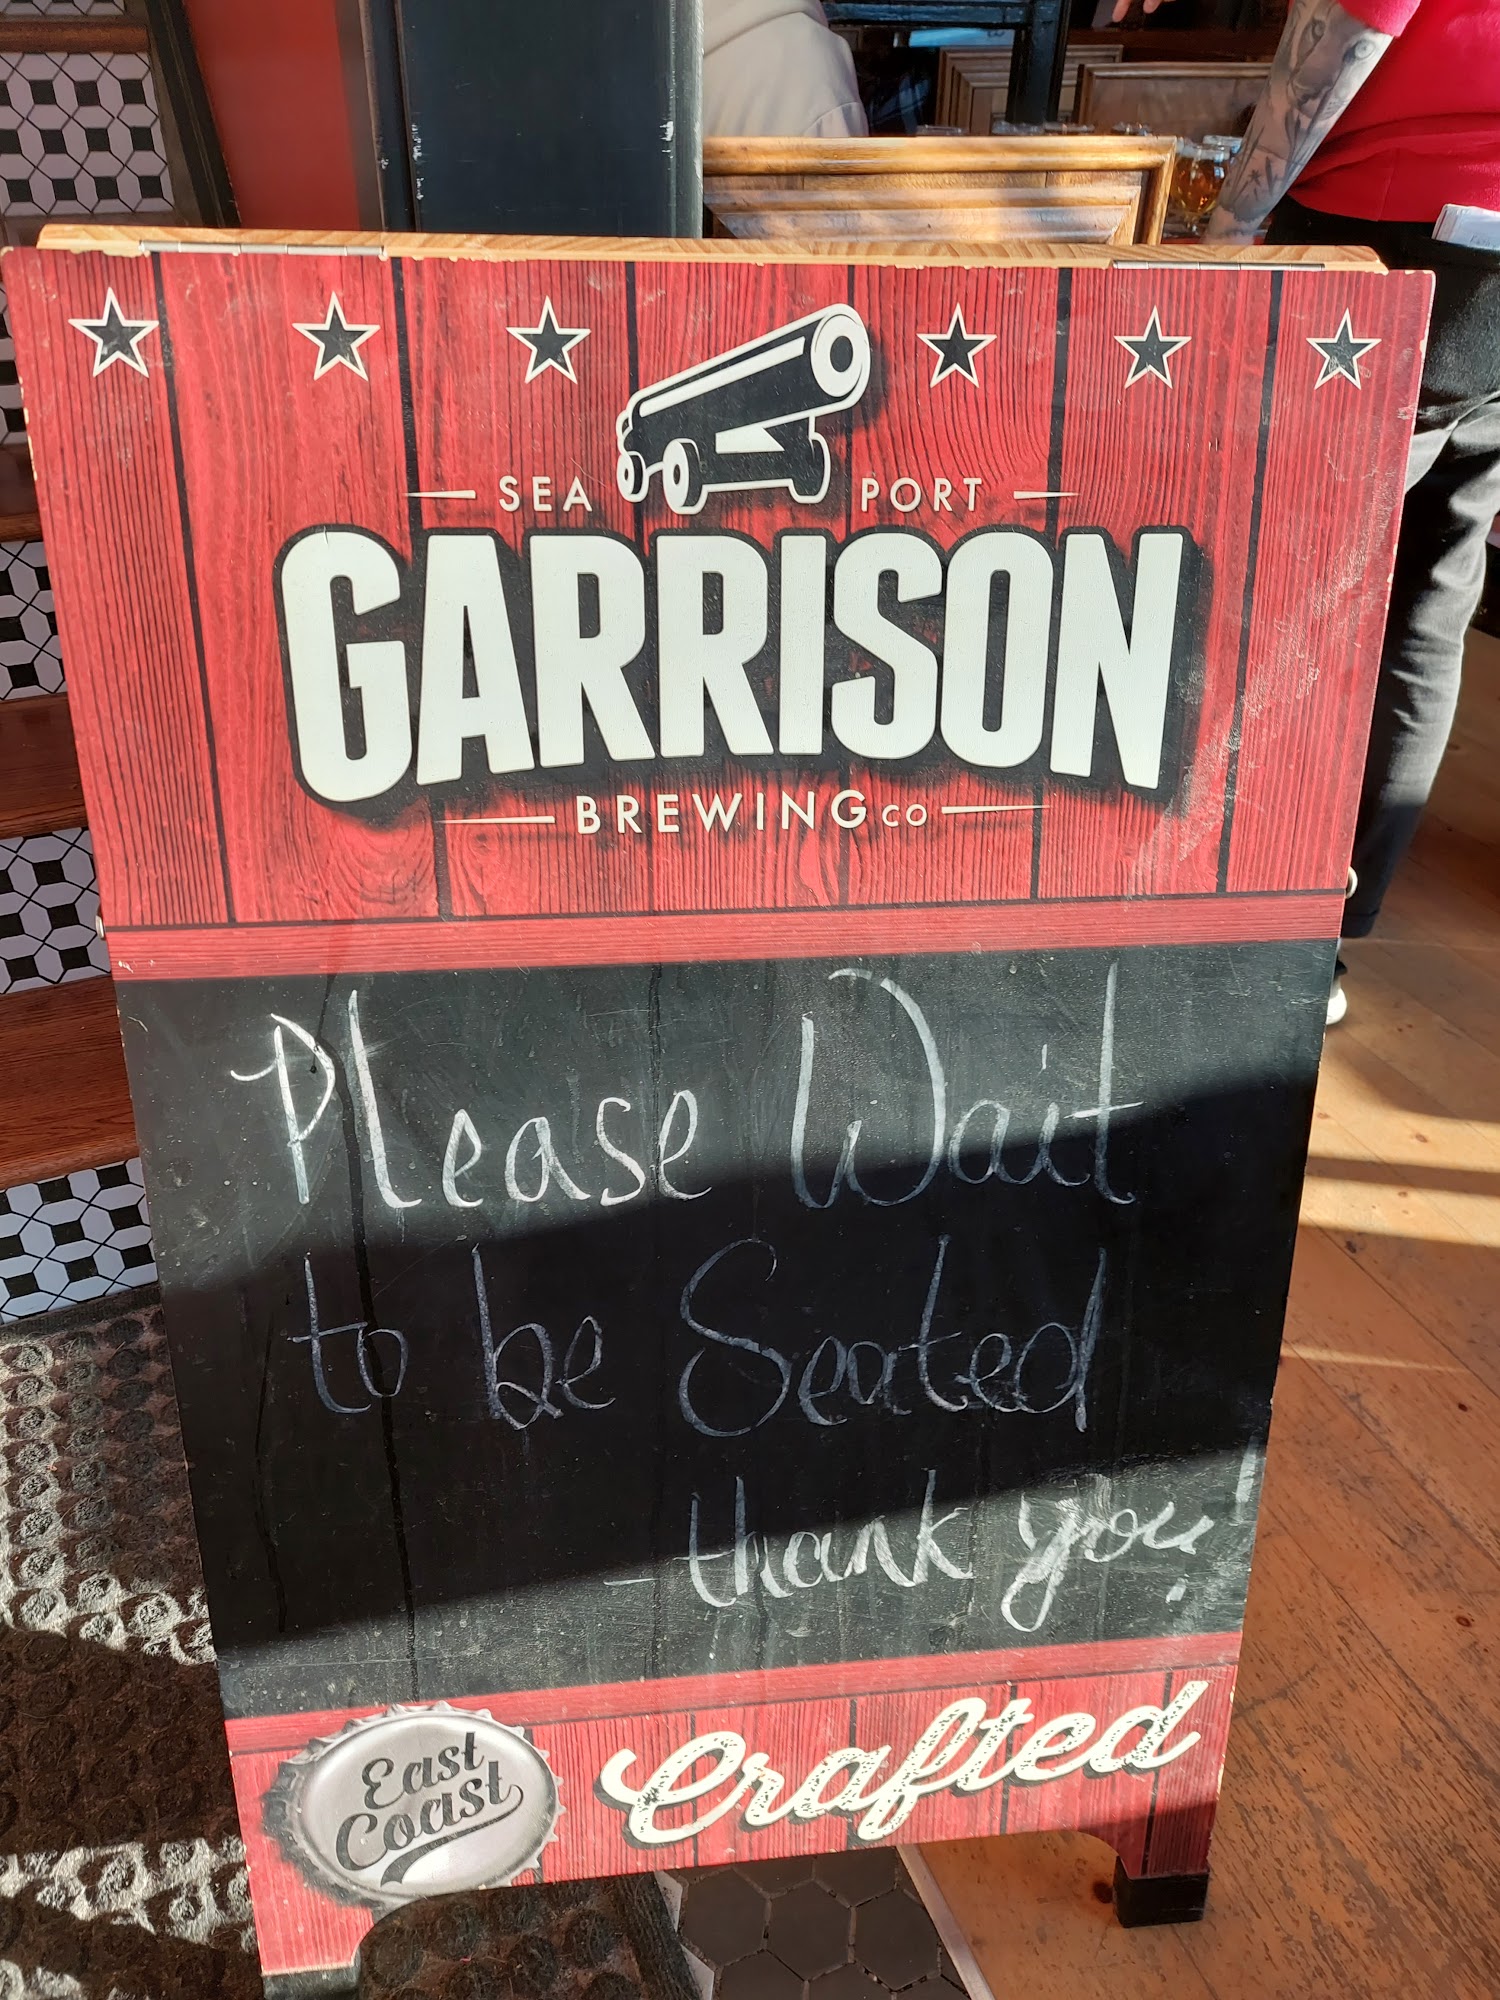 SEA PORT
GARRISON
BREWING CO
Please Wait
to be Seated
- thank you!
East
Coast
Crafted